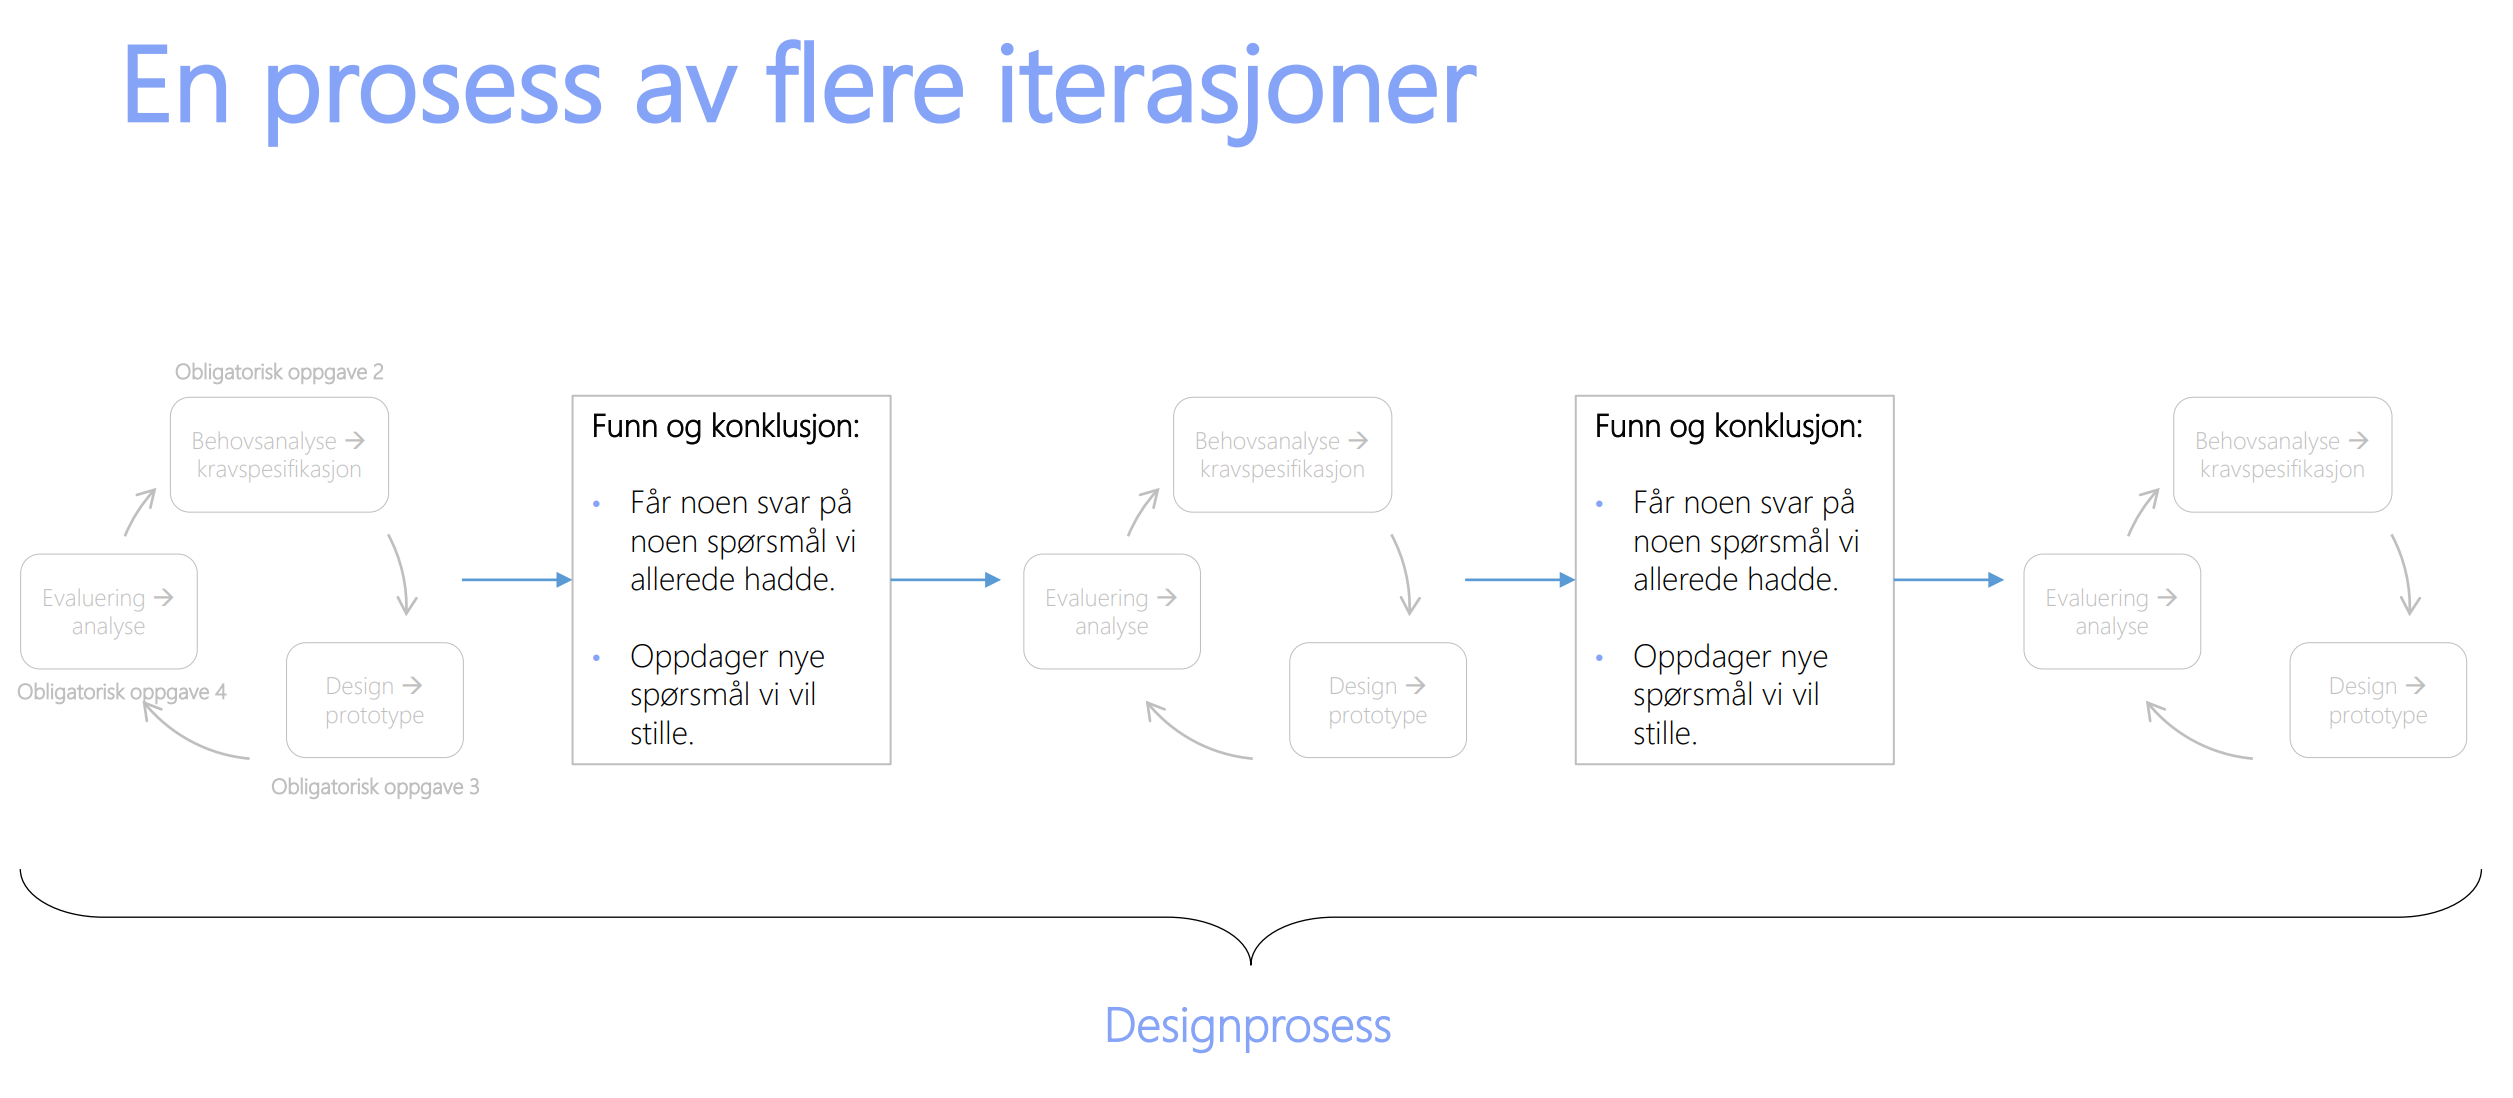 En prosess av flere iterasjoner
Obligatorisk oppgave 2
Behovsanalyse →
kravspesifikasjon
Evaluering →
analyse
Obligatorisk oppgave 4
Design →
prototype
Obligatorisk oppgave 3
Funn og konklusjon:
• Får noen svar på
noen spørsmål vi
allerede hadde.
• Oppdager nye
spørsmål vi vil
stille.
Behovsanalyse →
kravspesifikasjon
Evaluering →
analyse
Design →
prototype
Funn og konklusjon:
• Får noen svar på
noen spørsmål vi
allerede hadde.
• Oppdager nye
spørsmål vi vil
stille.
Behovsanalyse →
kravspesifikasjon
Evaluering →
analyse
Design →
prototype
Designprosess